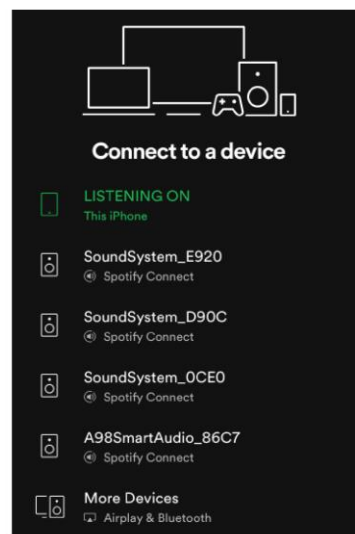 Connect to a device
LISTENING ON
This iPhone
SoundSystem_E920
Spotify Connect
SoundSystem_D90C
Spotify Connect
SoundSystem_0CE0
Spotify Connect
A98SmartAudio_86C7
Spotify Connect
More Devices
Airplay & Bluetooth